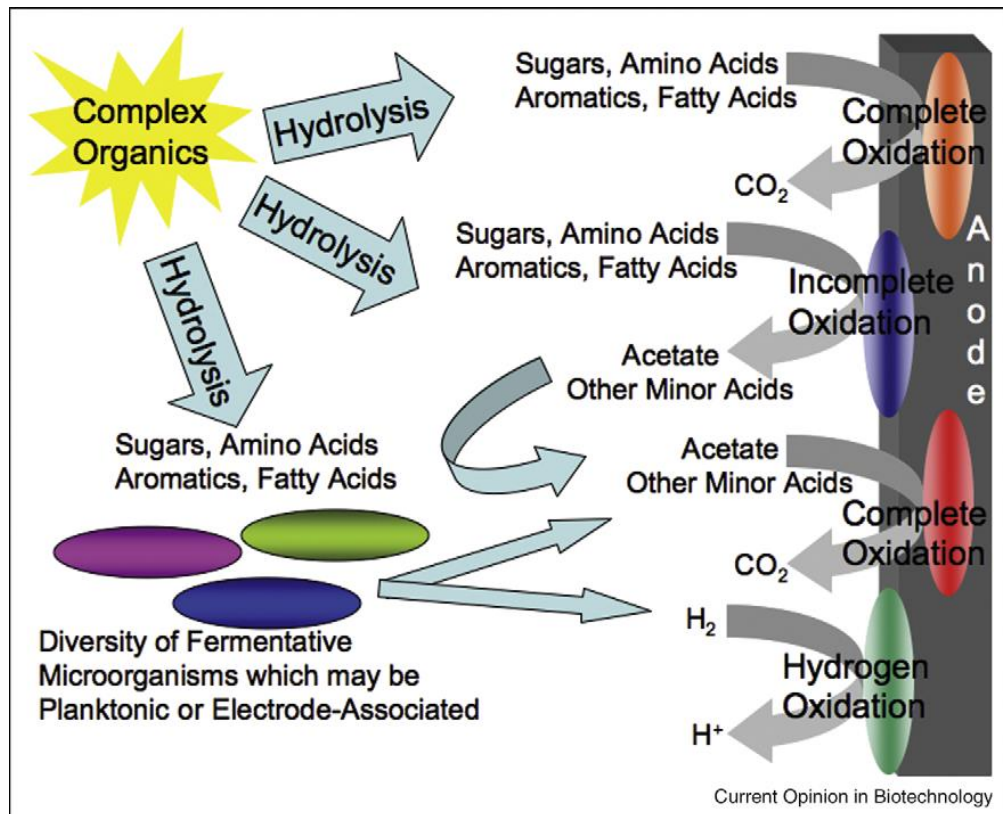 Complex
Organics
Hydrolysis
Hydrolysis
Hydrolysis
Sugars, Amino Acids
Aromatics, Fatty Acids
Complete
Oxidation
CO₂
Sugars, Amino Acids
Aromatics, Fatty Acids
Incomplete
Oxidation
Acetate
Other Minor Acids
Sugars, Amino Acids
Aromatics, Fatty Acids
Acetate
Other Minor Acids
Complete
Oxidation
CO₂
H₂
Hydrogen
Oxidation
H⁺
Anode
Diversity of Fermentative
Microorganisms which may be
Planktonic or Electrode-Associated
Current Opinion in Biotechnology